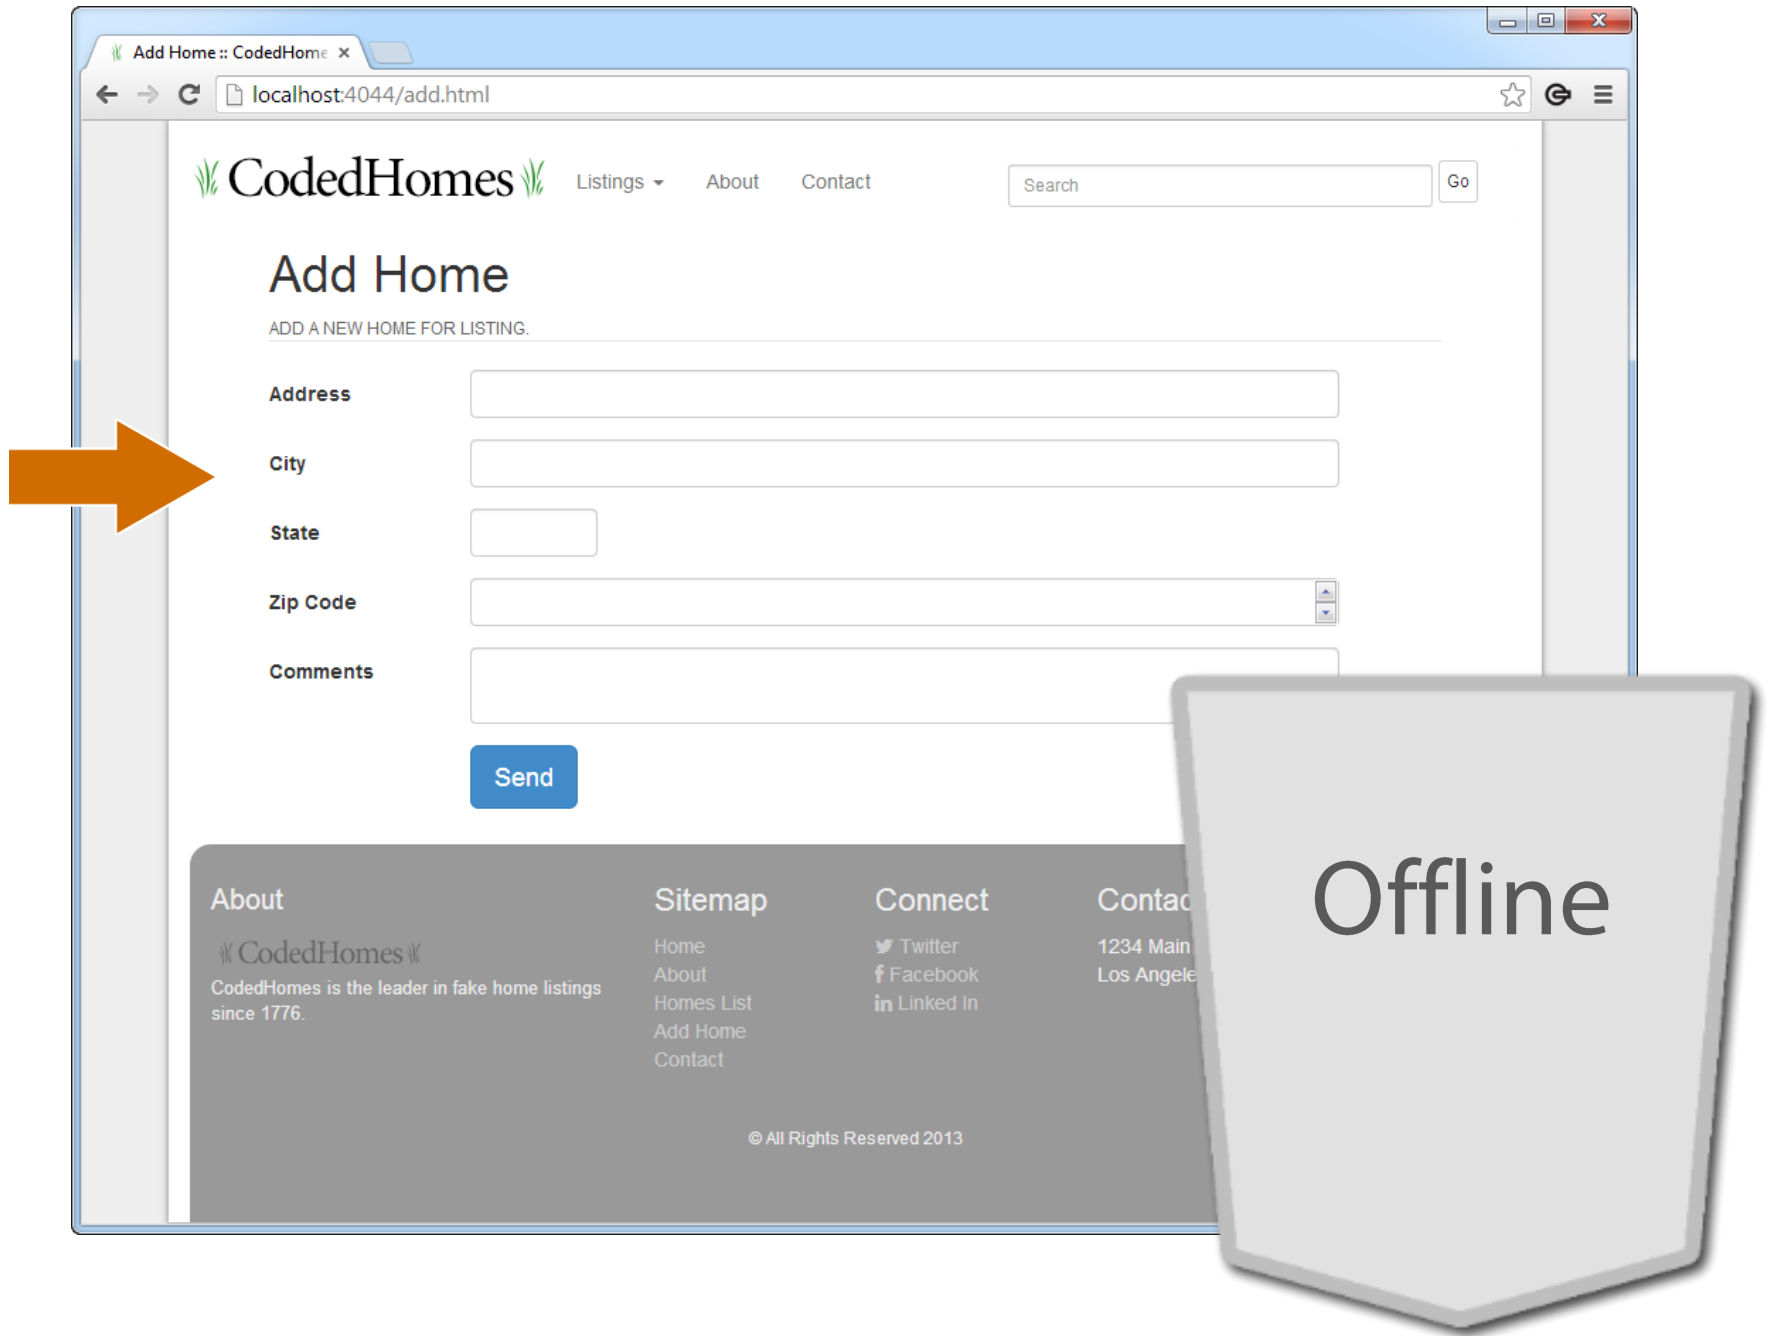 Add Home :: CodedHome
localhost:4044/add.html
CodedHomes
Listings
About
Contact
Search
Go
Add Home
ADD A NEW HOME FOR LISTING.
Address
City
State
Zip Code
Comments
Send
About
CodedHomes
CodedHomes is the leader in fake home listings
since 1776.
Sitemap
Home
About
Homes List
Add Home
Contact
Connect
Twitter
Facebook
in Linked In
Contac
1234 Main
Los Angele
© All Rights Reserved 2013
Offline